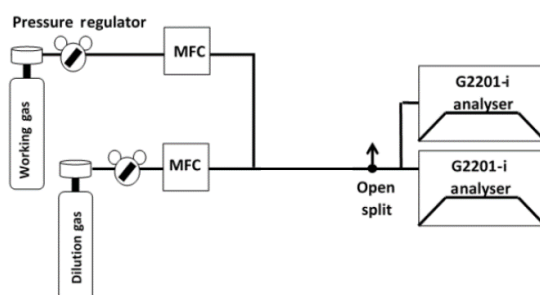 Pressure regulator
MFC
Working gas
G2201-i
analyser
MFC
G2201-i
analyser
Open
split
Dilution gas